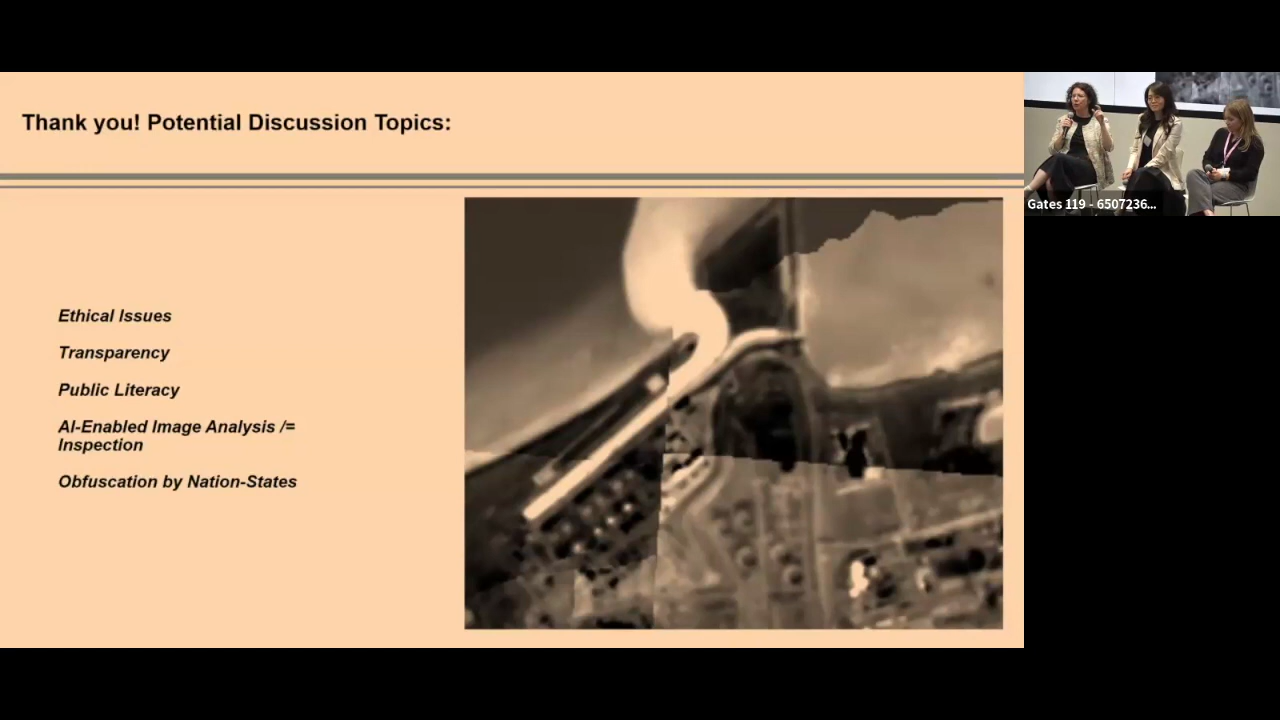 Thank you! Potential Discussion Topics:
Ethical Issues
Transparency
Public Literacy
AI-Enabled Image Analysis /=
Inspection
Obfuscation by Nation-States
Gates 119 - 6507236...